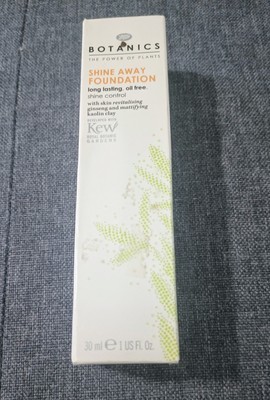 Boots
BOTANICS
THE POWER OF PLANTS
SHINE AWAY
FOUNDATION
long lasting. oil free.
shine control
with skin revitalising
ginseng and mattifying
kaolin clay
Kew
ROYAL BOTANIC
GARDENS
30 ml e | 1 US Fl. Oz.